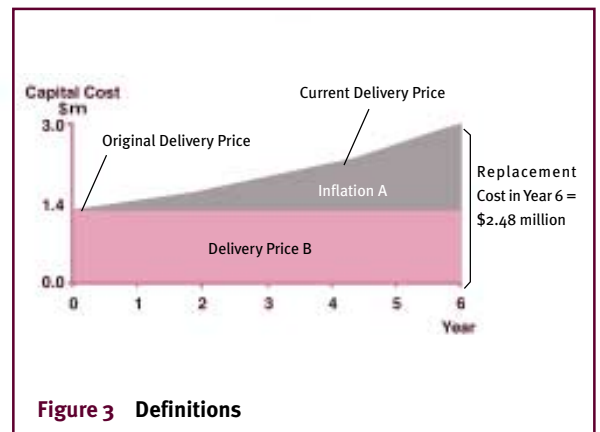 Capital Cost
$m
3.0
Current Delivery Price
Original Delivery Price
Replacement
Cost in Year 6 =
$2.48 million
Inflation A
1.4
Delivery Price B
0.0
0 1 2 3 4 5 6
Year
Figure 3 Definitions